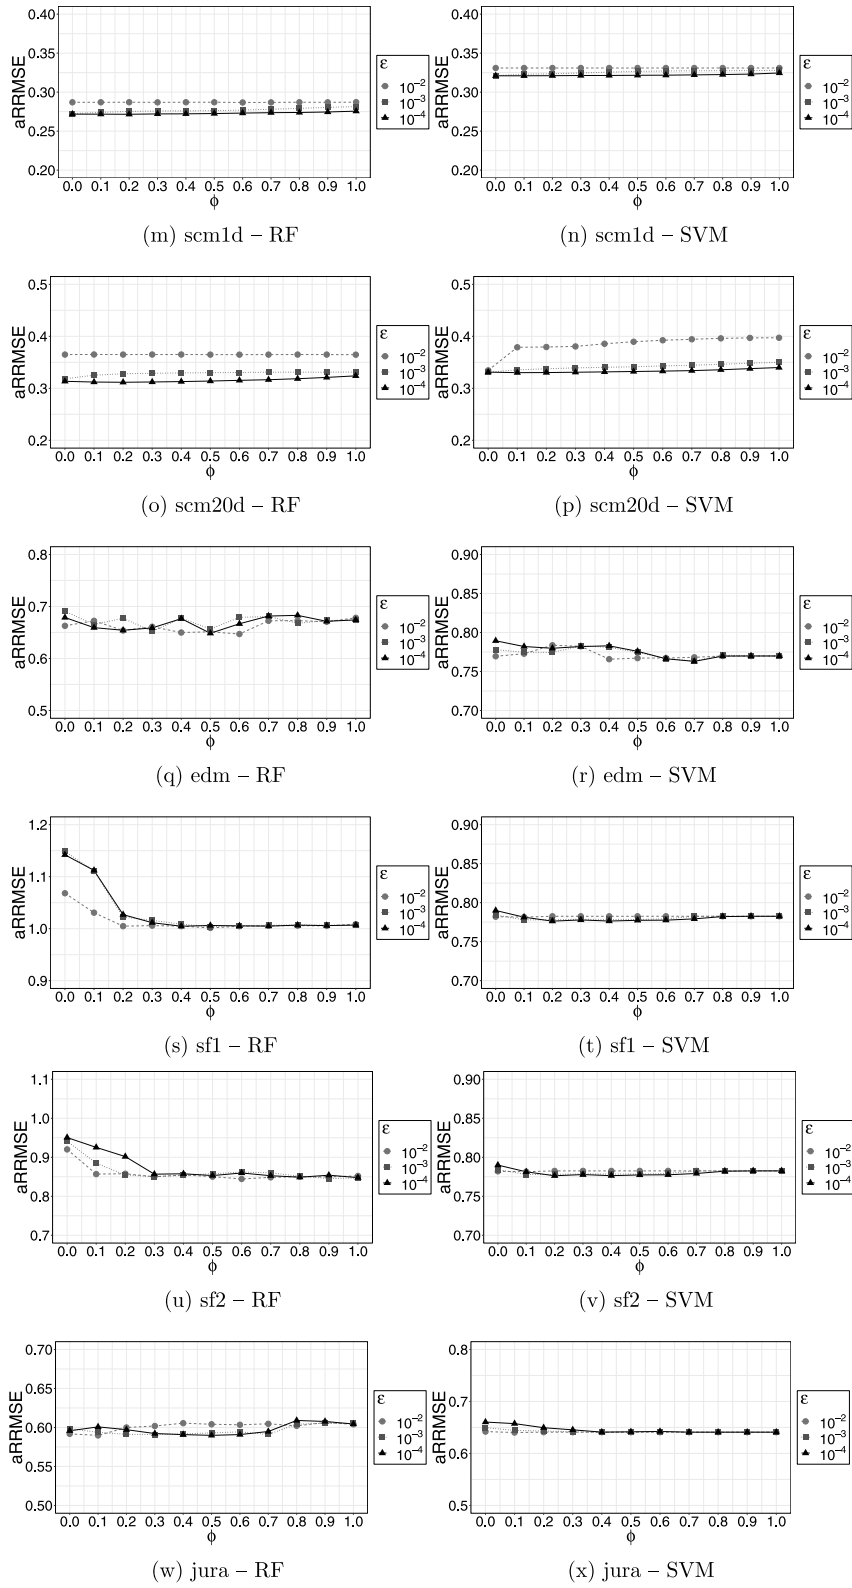 0.40
0.35
0.30
0.25
0.20
aRRMSE
0.0 0.1 0.2 0.3 0.4 0.5 0.6 0.7 0.8 0.9 1.0
ϕ
ε
10⁻²
10⁻³
10⁻⁴
(m) scm1d – RF
0.40
0.35
0.30
0.25
0.20
aRRMSE
0.0 0.1 0.2 0.3 0.4 0.5 0.6 0.7 0.8 0.9 1.0
ϕ
ε
10⁻²
10⁻³
10⁻⁴
(n) scm1d – SVM
0.5
0.4
0.3
0.2
aRRMSE
0.0 0.1 0.2 0.3 0.4 0.5 0.6 0.7 0.8 0.9 1.0
ϕ
ε
10⁻²
10⁻³
10⁻⁴
(o) scm20d – RF
0.5
0.4
0.3
0.2
aRRMSE
0.0 0.1 0.2 0.3 0.4 0.5 0.6 0.7 0.8 0.9 1.0
ϕ
ε
10⁻²
10⁻³
10⁻⁴
(p) scm20d – SVM
0.8
0.7
0.6
0.5
aRRMSE
0.0 0.1 0.2 0.3 0.4 0.5 0.6 0.7 0.8 0.9 1.0
ϕ
ε
10⁻²
10⁻³
10⁻⁴
(q) edm – RF
0.90
0.85
0.80
0.75
0.70
aRRMSE
0.0 0.1 0.2 0.3 0.4 0.5 0.6 0.7 0.8 0.9 1.0
ϕ
ε
10⁻²
10⁻³
10⁻⁴
(r) edm – SVM
1.2
1.1
1.0
0.9
aRRMSE
0.0 0.1 0.2 0.3 0.4 0.5 0.6 0.7 0.8 0.9 1.0
ϕ
ε
10⁻²
10⁻³
10⁻⁴
(s) sf1 – RF
0.90
0.85
0.80
0.75
0.70
aRRMSE
0.0 0.1 0.2 0.3 0.4 0.5 0.6 0.7 0.8 0.9 1.0
ϕ
ε
10⁻²
10⁻³
10⁻⁴
(t) sf1 – SVM
1.1
1.0
0.9
0.8
0.7
aRRMSE
0.0 0.1 0.2 0.3 0.4 0.5 0.6 0.7 0.8 0.9 1.0
ϕ
ε
10⁻²
10⁻³
10⁻⁴
(u) sf2 – RF
0.90
0.85
0.80
0.75
0.70
aRRMSE
0.0 0.1 0.2 0.3 0.4 0.5 0.6 0.7 0.8 0.9 1.0
ϕ
ε
10⁻²
10⁻³
10⁻⁴
(v) sf2 – SVM
0.70
0.65
0.60
0.55
0.50
aRRMSE
0.0 0.1 0.2 0.3 0.4 0.5 0.6 0.7 0.8 0.9 1.0
ϕ
ε
10⁻²
10⁻³
10⁻⁴
(w) jura – RF
0.8
0.7
0.6
0.5
aRRMSE
0.0 0.1 0.2 0.3 0.4 0.5 0.6 0.7 0.8 0.9 1.0
ϕ
ε
10⁻²
10⁻³
10⁻⁴
(x) jura – SVM